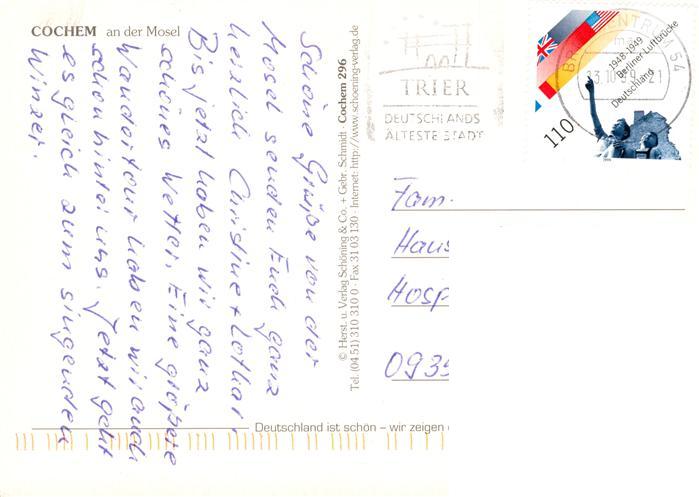 COCHEM an der Mosel
Schöne Grüße von der
Mosel senden Euch ganz
herzlich Christine + Lothar.
Bis jetzt haben wir ganz
schönes Wetter. Eine größere
Wandertour haben wir auch
schon hinter uns. Jetzt geht
es gleich zum singenden
Winzer.
© Herst. u. Verlag Schöning & Co. + Gebr. Schmidt · Cochem 296
Tel. (04 51) 310 310 0 · Fax 31 03 130 · Internet: http://www.schoening-verlag.de
Deutschland ist schön – wir zeigen
TRIER
DEUTSCHLANDS
ÄLTESTE STADT
1948-1949
Berliner Luftbrücke
Deutschland
110
54
Fam.
Haus
Hosp
0935